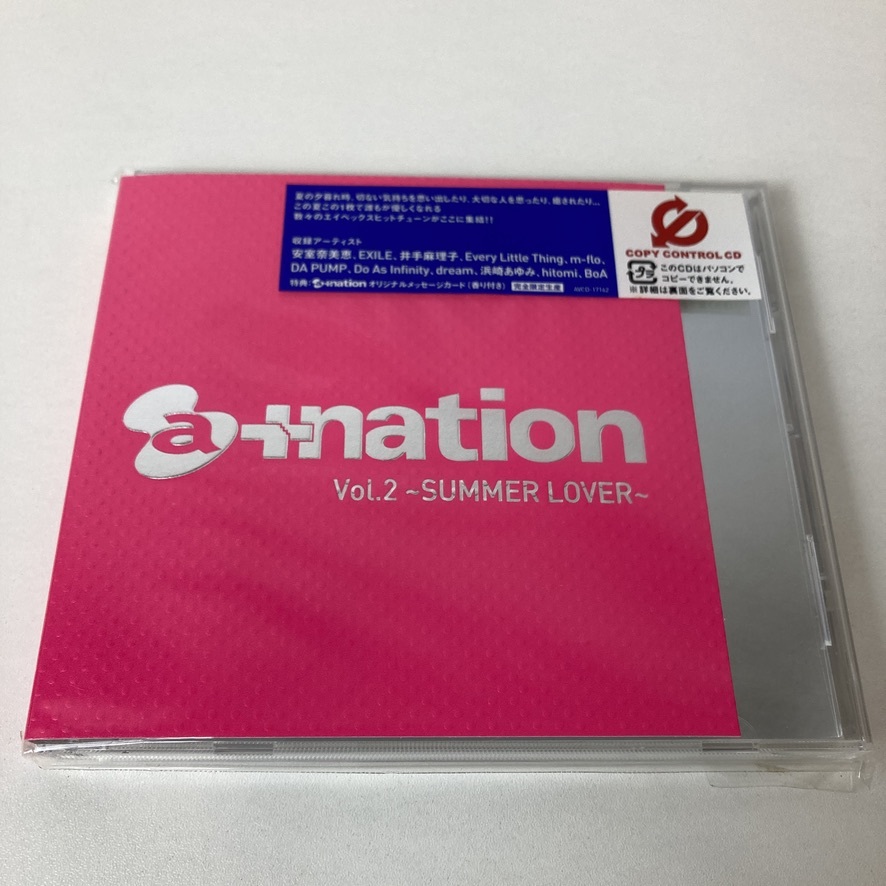 夏の夕暮れ時、切ない気持ちを思い出したり、大切な人を思ったり、癒されたり…
この夏この1枚で誰もが優しくなれる
数々のエイベックスヒットチューンがここに集結!!
収録アーティスト
安室奈美恵、EXILE、井手麻理子、Every Little Thing、m-flo、
DA PUMP、Do As Infinity、dream、浜崎あゆみ、hitomi、BoA
特典:a-nation オリジナルメッセージカード(香り付き) 完全限定生産 AVCD-17162
COPY CONTROL CD
プラ
このCDはパソコンで
コピーできません。
※詳細は裏面をご覧ください。
a-nation
Vol.2 ~SUMMER LOVER~